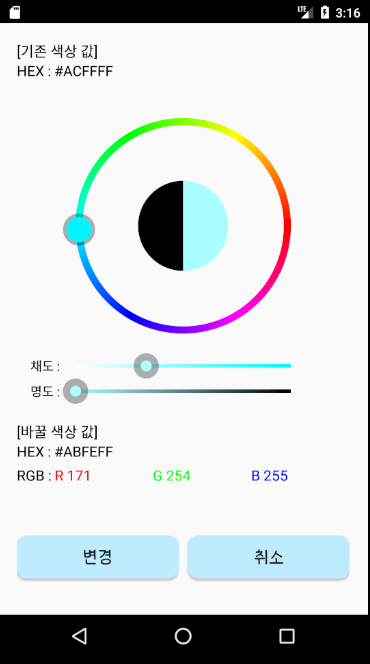 LTE 3:16
[기존 색상 값]
HEX : #ACFFFF
채도 :
명도 :
[바꿀 색상 값]
HEX : #ABFEFF
RGB : R 171 G 254 B 255
변경 취소